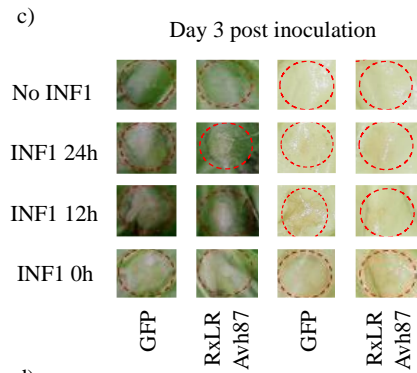 c)
Day 3 post inoculation
No INF1
INF1 24h
INF1 12h
INF1 0h
GFP
RxLR
Avh87
GFP
RxLR
Avh87